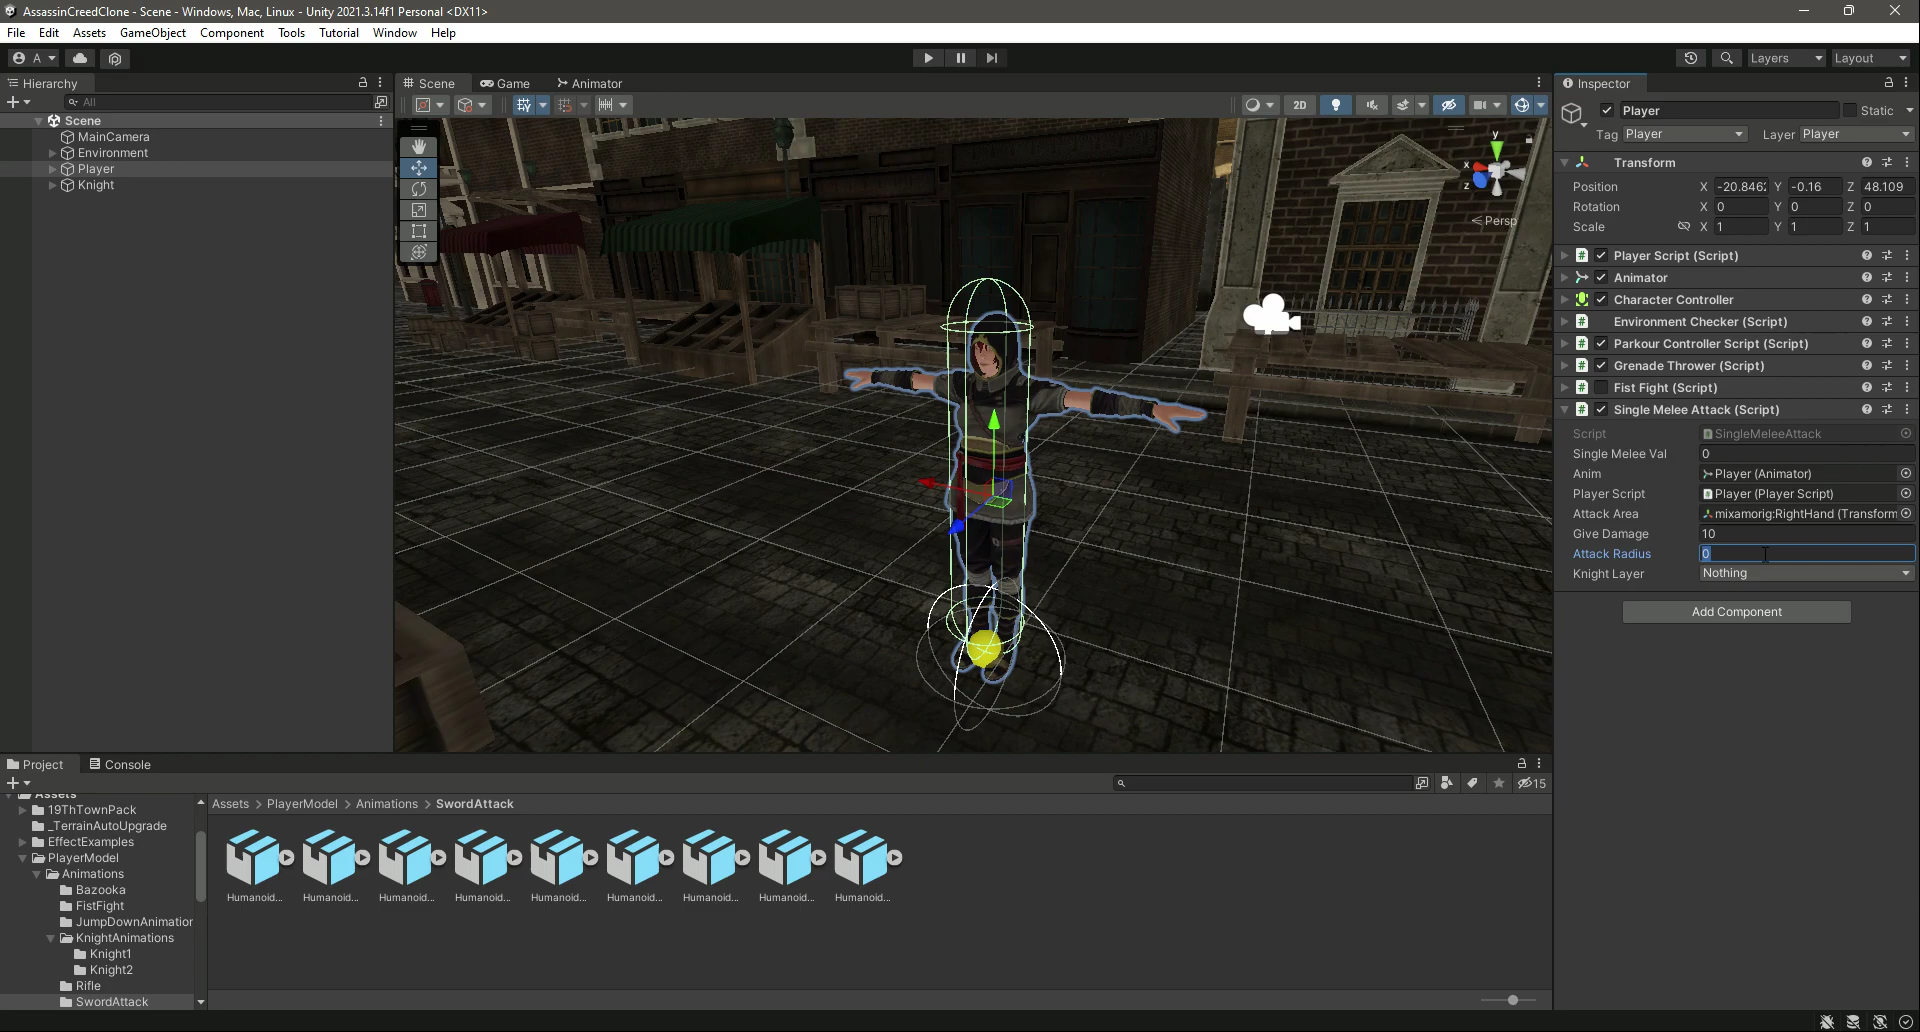 AssassinCreedClone - Scene - Windows, Mac, Linux - Unity 2021.3.14f1 Personal <DX11>
File Edit Assets GameObject Component Tools Tutorial Window Help
A Layers Layout
Hierarchy
All
Scene
MainCamera
Environment
Player
Knight
Scene Game Animator
2D
y
x
z
Persp
Inspector
Player Static
Tag Player Layer Player
Transform
Position X -20.846 Y -0.16 Z 48.109
Rotation X 0 Y 0 Z 0
Scale X 1 Y 1 Z 1
Player Script (Script)
Animator
Character Controller
Environment Checker (Script)
Parkour Controller Script (Script)
Grenade Thrower (Script)
Fist Fight (Script)
Single Melee Attack (Script)
Script SingleMeleeAttack
Single Melee Val 0
Anim Player (Animator)
Player Script Player (Player Script)
Attack Area mixamorig:RightHand (Transform
Give Damage 10
Attack Radius 0
Knight Layer Nothing
Add Component
Project Console
15
Assets
19ThTownPack
_TerrainAutoUpgrade
EffectExamples
PlayerModel
Animations
Bazooka
FistFight
JumpDownAnimation
KnightAnimations
Knight1
Knight2
Rifle
SwordAttack
Assets > PlayerModel > Animations > SwordAttack
Humanoid... Humanoid... Humanoid... Humanoid... Humanoid... Humanoid... Humanoid... Humanoid... Humanoid...